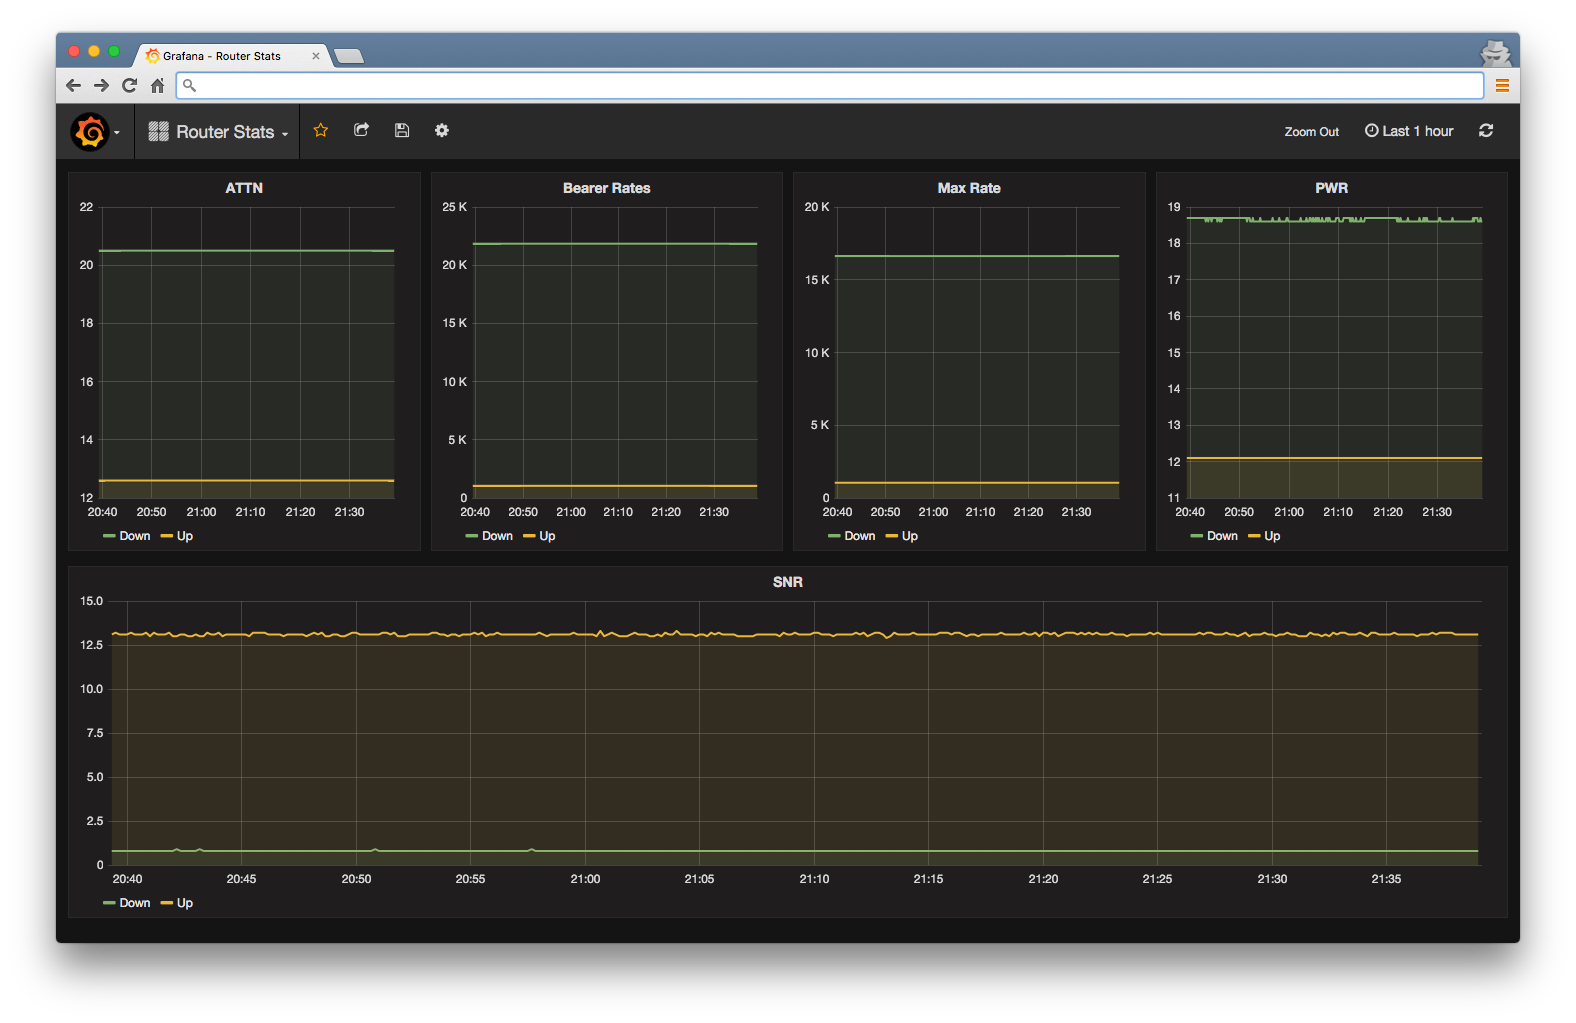 Grafana - Router Stats
Router Stats
Zoom Out
Last 1 hour
ATTN
22
20
18
16
14
12
20:40 20:50 21:00 21:10 21:20 21:30
Down Up
Bearer Rates
25 K
20 K
15 K
10 K
5 K
0
20:40 20:50 21:00 21:10 21:20 21:30
Down Up
Max Rate
20 K
15 K
10 K
5 K
0
20:40 20:50 21:00 21:10 21:20 21:30
Down Up
PWR
19
18
17
16
15
14
13
12
11
20:40 20:50 21:00 21:10 21:20 21:30
Down Up
SNR
15.0
12.5
10.0
7.5
5.0
2.5
0
20:40 20:45 20:50 20:55 21:00 21:05 21:10 21:15 21:20 21:25 21:30 21:35
Down Up